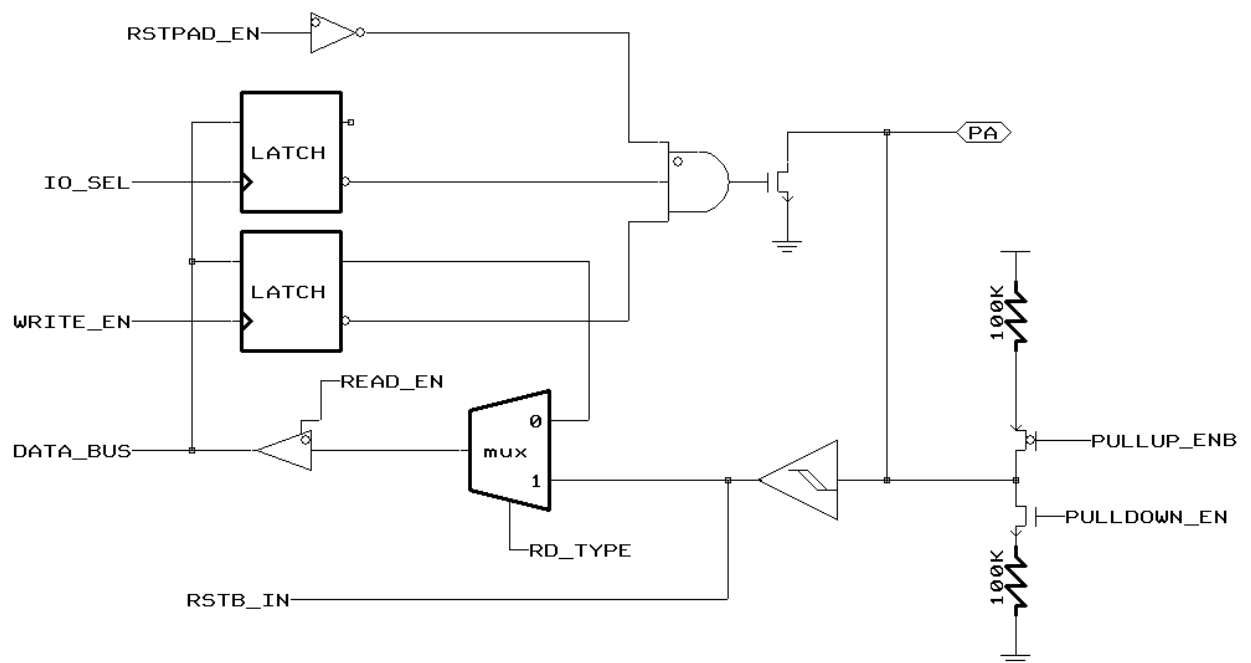 RSTPAD_EN
PA
LATCH
IO_SEL
LATCH
WRITE_EN
100K
READ_EN
0
DATA_BUS
mux
PULLUP_ENB
1
PULLDOWN_EN
RD_TYPE
100K
RSTB_IN